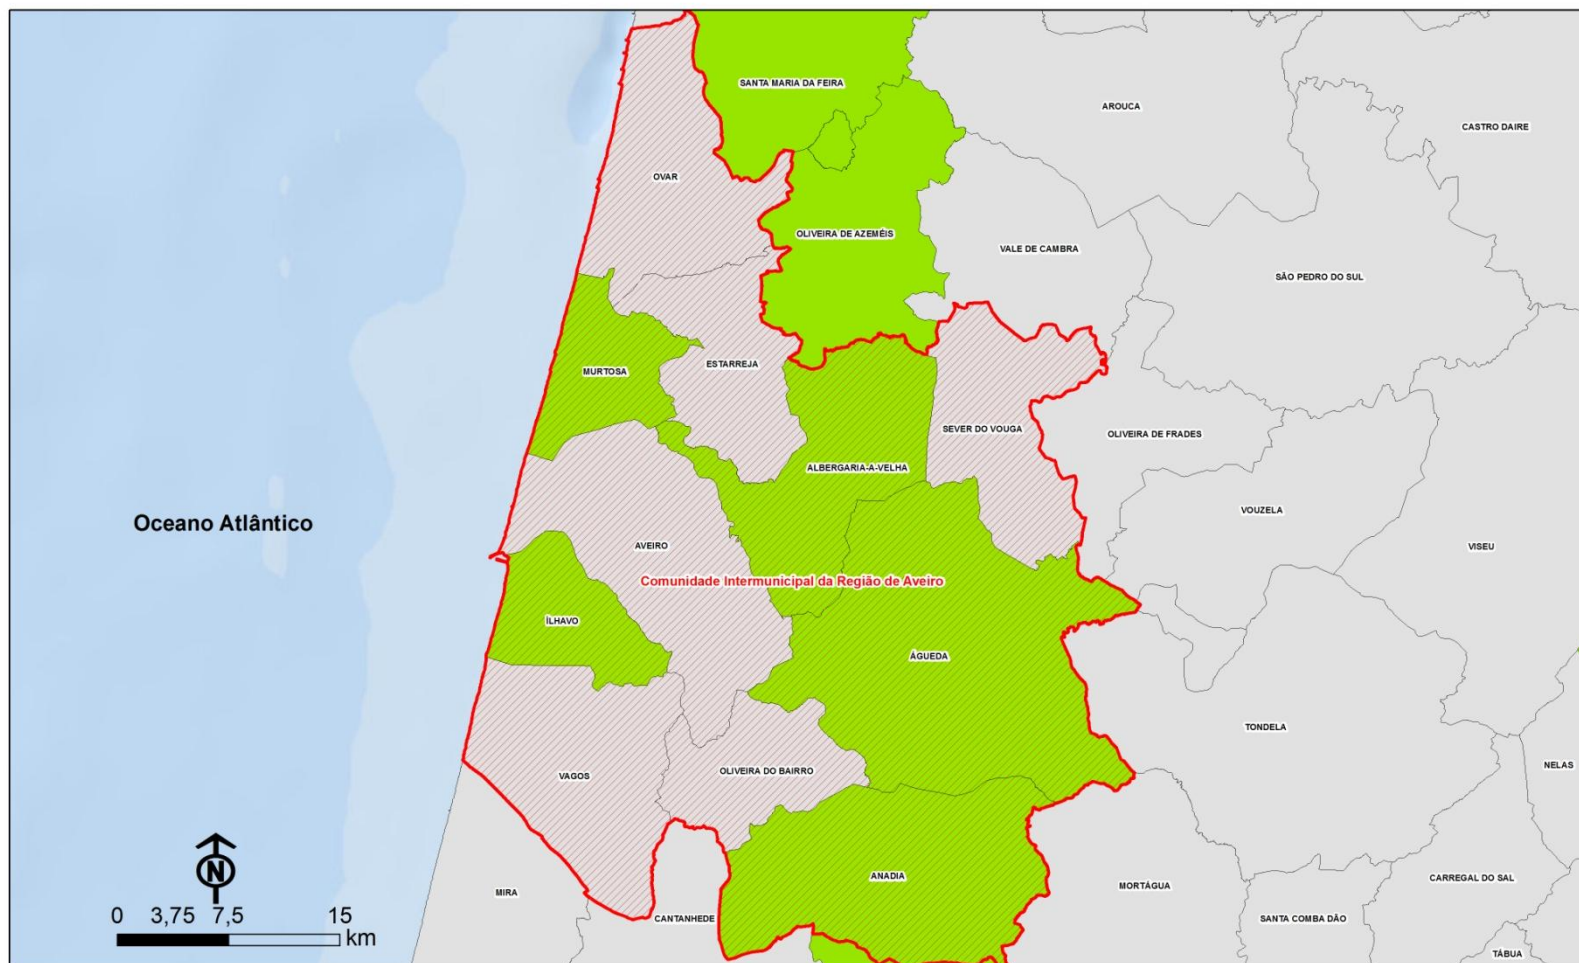 SANTA MARIA DA FEIRA
AROUCA
CASTRO DAIRE
OVAR
OLIVEIRA DE AZEMÉIS
VALE DE CAMBRA
SÃO PEDRO DO SUL
MURTOSA
ESTARREJA
SEVER DO VOUGA
OLIVEIRA DE FRADES
ALBERGARIA-A-VELHA
VOUZELA
Oceano Atlântico
AVEIRO
VISEU
Comunidade Intermunicipal da Região de Aveiro
ÍLHAVO
ÁGUEDA
TONDELA
VAGOS
OLIVEIRA DO BAIRRO
NELAS
N
ANADIA
MORTÁGUA
CARREGAL DO SAL
MIRA
CANTANHEDE
SANTA COMBA DÃO
0 3,75 7,5 15
km
TÁBUA